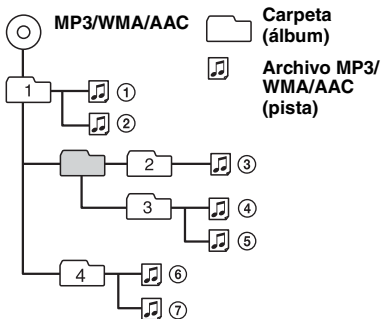 MP3/WMA/AAC
Carpeta
(álbum)
Archivo MP3/
WMA/AAC
(pista)
1
①
②
2
③
3
④
⑤
4
⑥
⑦